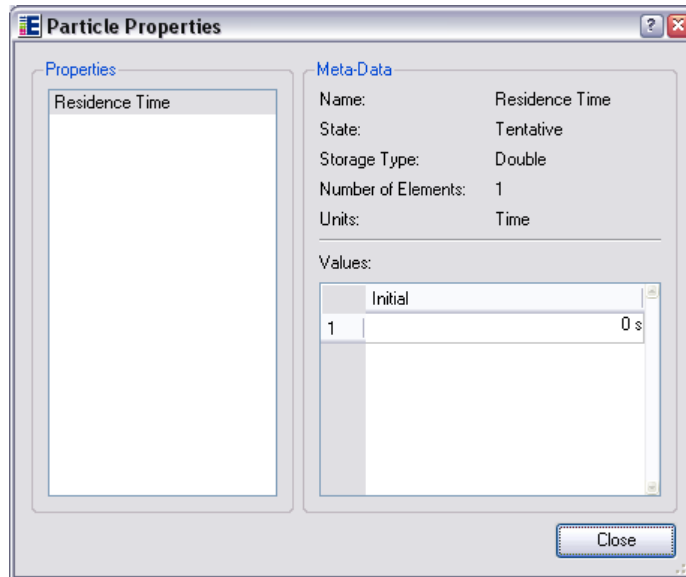 Particle Properties
Properties
Residence Time
Meta-Data
Name: Residence Time
State: Tentative
Storage Type: Double
Number of Elements: 1
Units: Time
Values:
Initial
1 0 s
Close